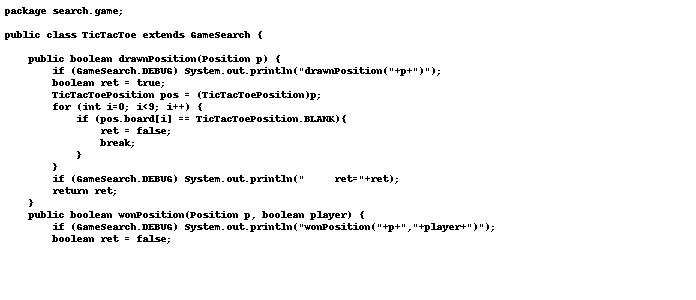 package search.game;
public class TicTacToe extends GameSearch {
public boolean drawnPosition(Position p) {
if (GameSearch.DEBUG) System.out.println("drawnPosition("+p+")");
boolean ret = true;
TicTacToePosition pos = (TicTacToePosition)p;
for (int i=0; i<9; i++) {
if (pos.board[i] == TicTacToePosition.BLANK){
ret = false;
break;
}
}
if (GameSearch.DEBUG) System.out.println("     ret="+ret);
return ret;
}
public boolean wonPosition(Position p, boolean player) {
if (GameSearch.DEBUG) System.out.println("wonPosition("+p+","+player+")");
boolean ret = false;